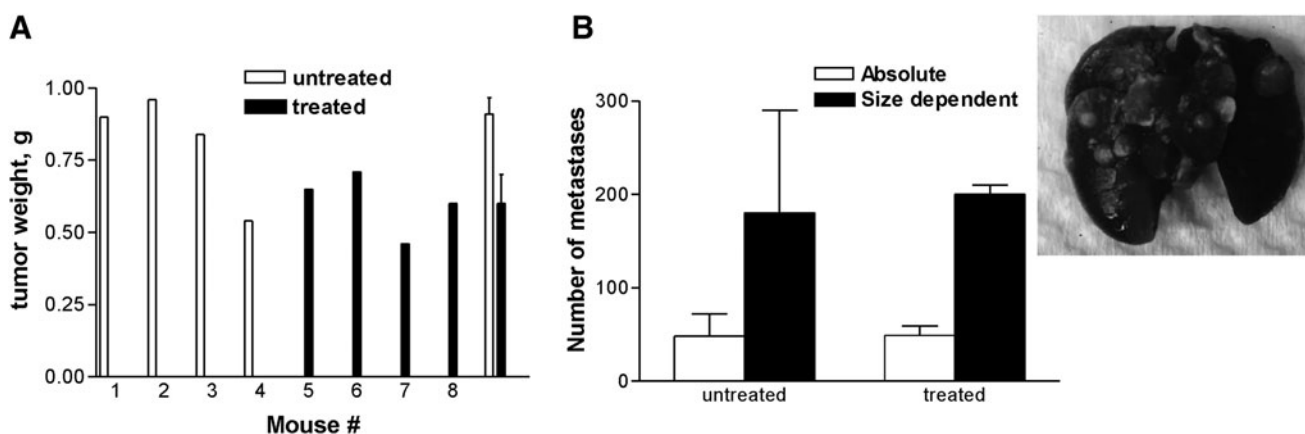 A
untreated
treated
1.00
0.75
0.50
0.25
0.00
tumor weight, g
1 2 3 4 5 6 7 8
Mouse #
B
Absolute
Size dependent
300
200
100
0
Number of metastases
untreated treated